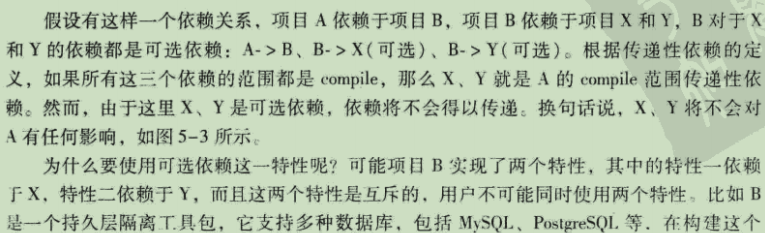 假设有这样一个依赖关系，项目 A 依赖于项目 B，项目 B 依赖于项目 X 和 Y，B 对于 X
和 Y 的依赖都是可选依赖：A- > B、B- > X(可选)、B- > Y(可选)。根据传递性依赖的定
义，如果所有这三个依赖的范围都是 compile，那么 X、Y 就是 A 的 compile 范围传递性依
赖。然而，由于这里 X、Y 是可选依赖，依赖将不会得以传递。换句话说，X、Y 将不会对
A 有任何影响，如图 5-3 所示。
为什么要使用可选依赖这一特性呢？可能项目 B 实现了两个特性，其中的特性一依赖
于 X，特性二依赖于 Y，而且这两个特性是互斥的，用户不可能同时使用两个特性。比如 B
是一个持久层隔离工具包，它支持多种数据库，包括 MySQL、PostgreSQL 等．在构建这个